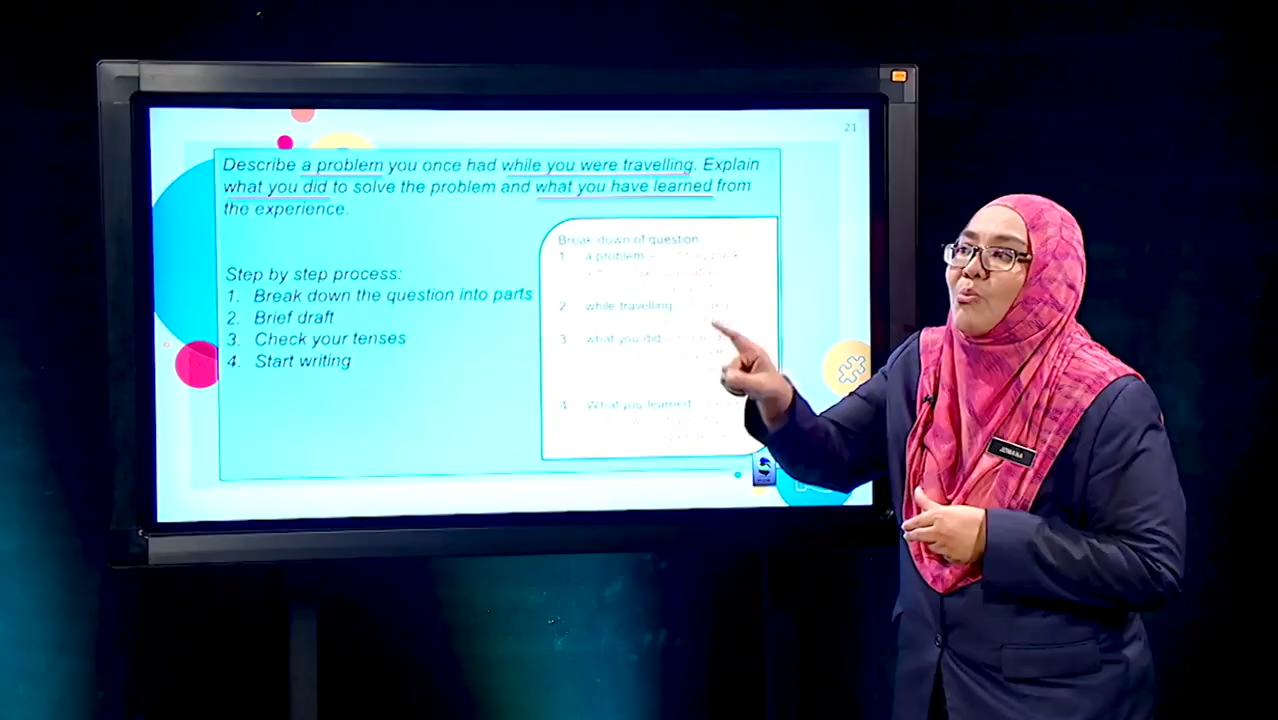 21
Describe a problem you once had while you were travelling. Explain
what you did to solve the problem and what you have learned from
the experience.
Step by step process:
1. Break down the question into parts
2. Brief draft
3. Check your tenses
4. Start writing
Break down of question
1. a problem
2. while travelling
3. what you did
4. What you learned